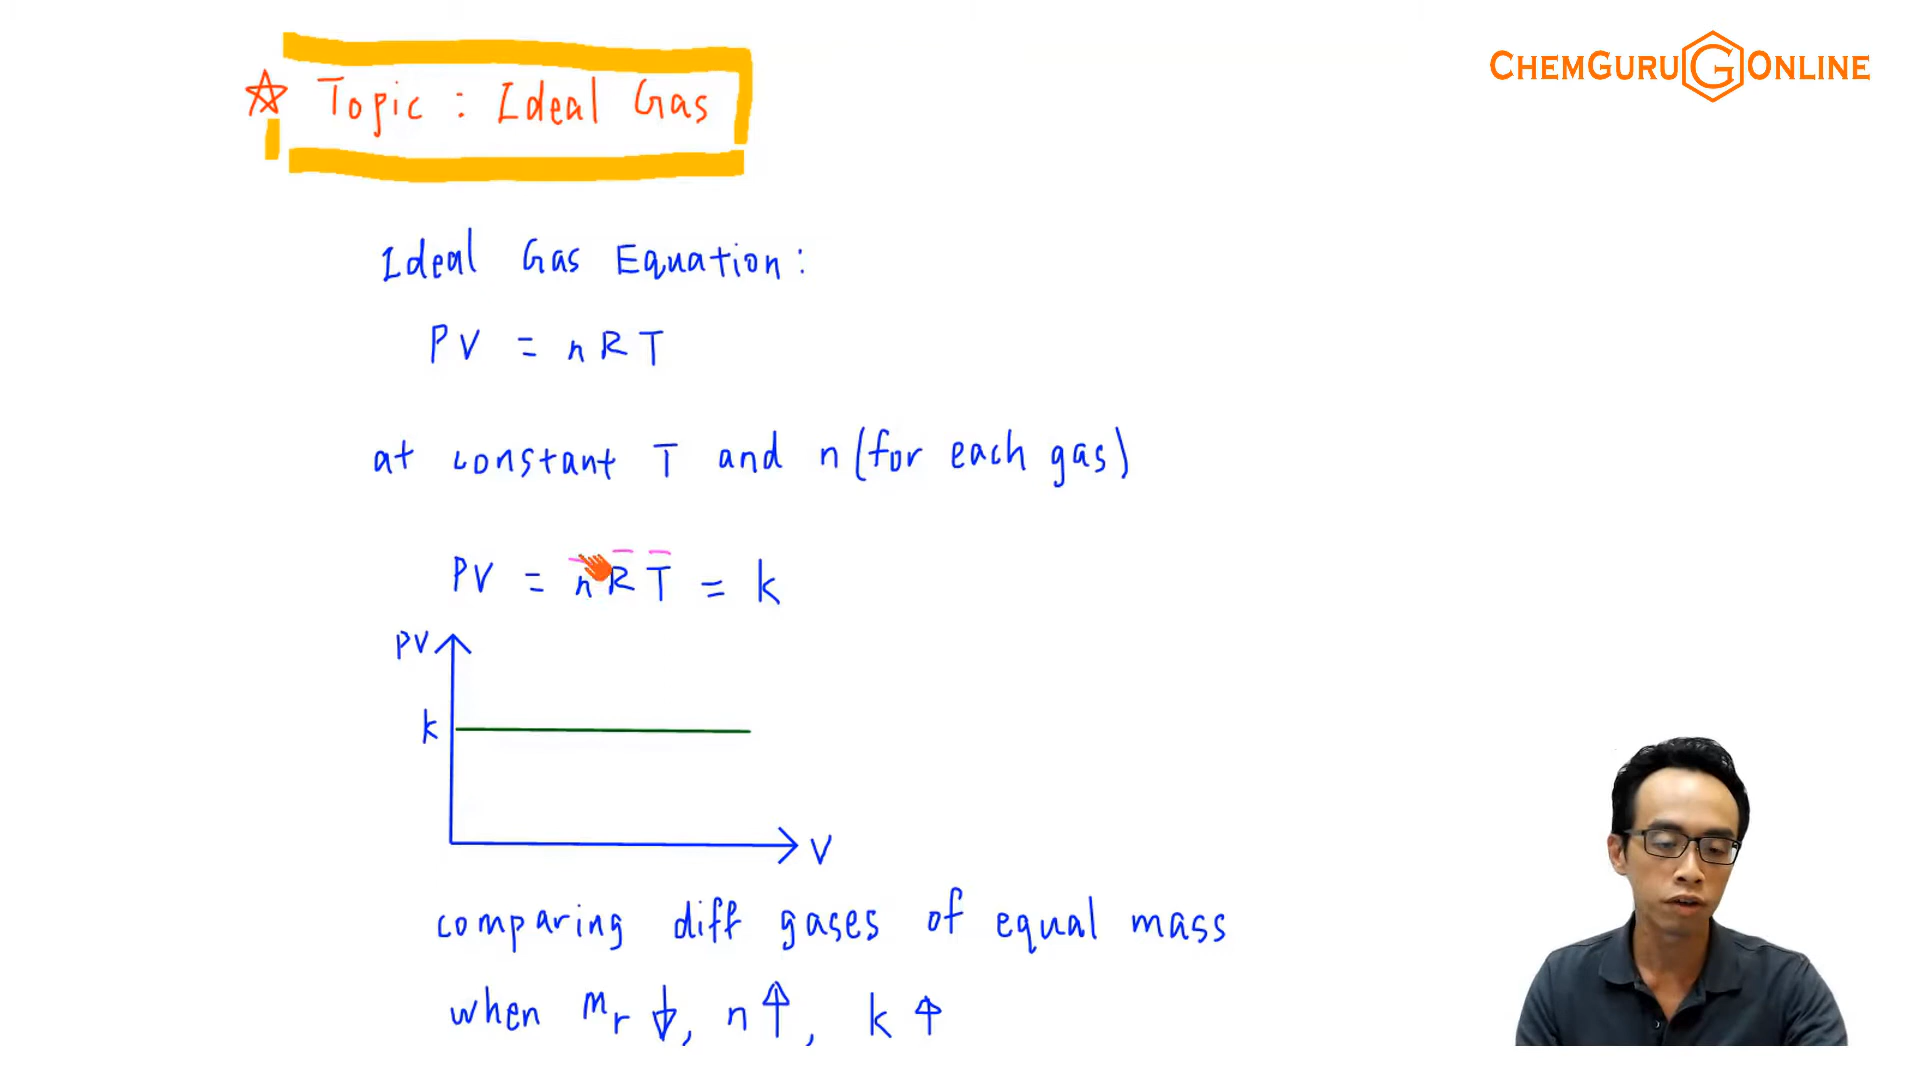 CHEMGURU G ONLINE
☆ Topic : Ideal Gas
Ideal Gas Equation:
PV = nRT
at constant T and n (for each gas)
PV = nRT = k
PV
k
V
comparing diff gases of equal mass
when Mr ↓, n ↑, k ↑